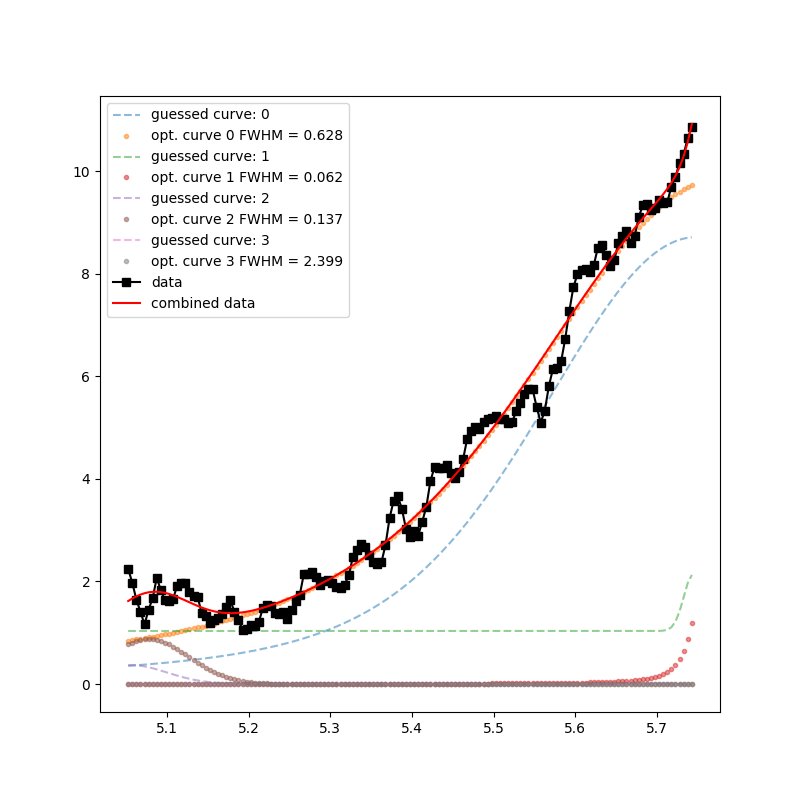 guessed curve: 0
opt. curve 0 FWHM = 0.628
guessed curve: 1
opt. curve 1 FWHM = 0.062
guessed curve: 2
opt. curve 2 FWHM = 0.137
guessed curve: 3
opt. curve 3 FWHM = 2.399
data
combined data
10
8
6
4
2
0
5.1 5.2 5.3 5.4 5.5 5.6 5.7